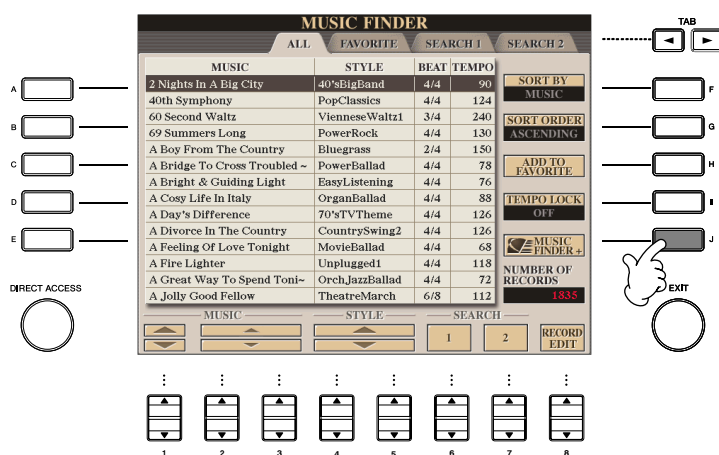 MUSIC FINDER
TAB
ALL FAVORITE SEARCH 1 SEARCH 2
MUSIC STYLE BEAT TEMPO
2 Nights In A Big City 40'sBigBand 4/4 90
40th Symphony PopClassics 4/4 124
60 Second Waltz VienneseWaltz1 3/4 240
69 Summers Long PowerRock 4/4 130
A Boy From The Country Bluegrass 2/4 150
A Bridge To Cross Troubled ~ PowerBallad 4/4 78
A Bright & Guiding Light EasyListening 4/4 76
A Cosy Life In Italy OrganBallad 4/4 88
A Day's Difference 70'sTVTheme 4/4 126
A Divorce In The Country CountrySwing2 4/4 126
A Feeling Of Love Tonight MovieBallad 4/4 68
A Fire Lighter Unplugged1 4/4 118
A Great Way To Spend Toni~ OrchJazzBallad 4/4 72
A Jolly Good Fellow TheatreMarch 6/8 112
SORT BY
MUSIC
SORT ORDER
ASCENDING
ADD TO
FAVORITE
TEMPO LOCK
OFF
MUSIC
FINDER+
NUMBER OF
RECORDS
1835
A
B
C
D
E
F
G
H
I
J
DIRECT ACCESS
EXIT
MUSIC STYLE SEARCH
1 2 RECORD
EDIT
1 2 3 4 5 6 7 8